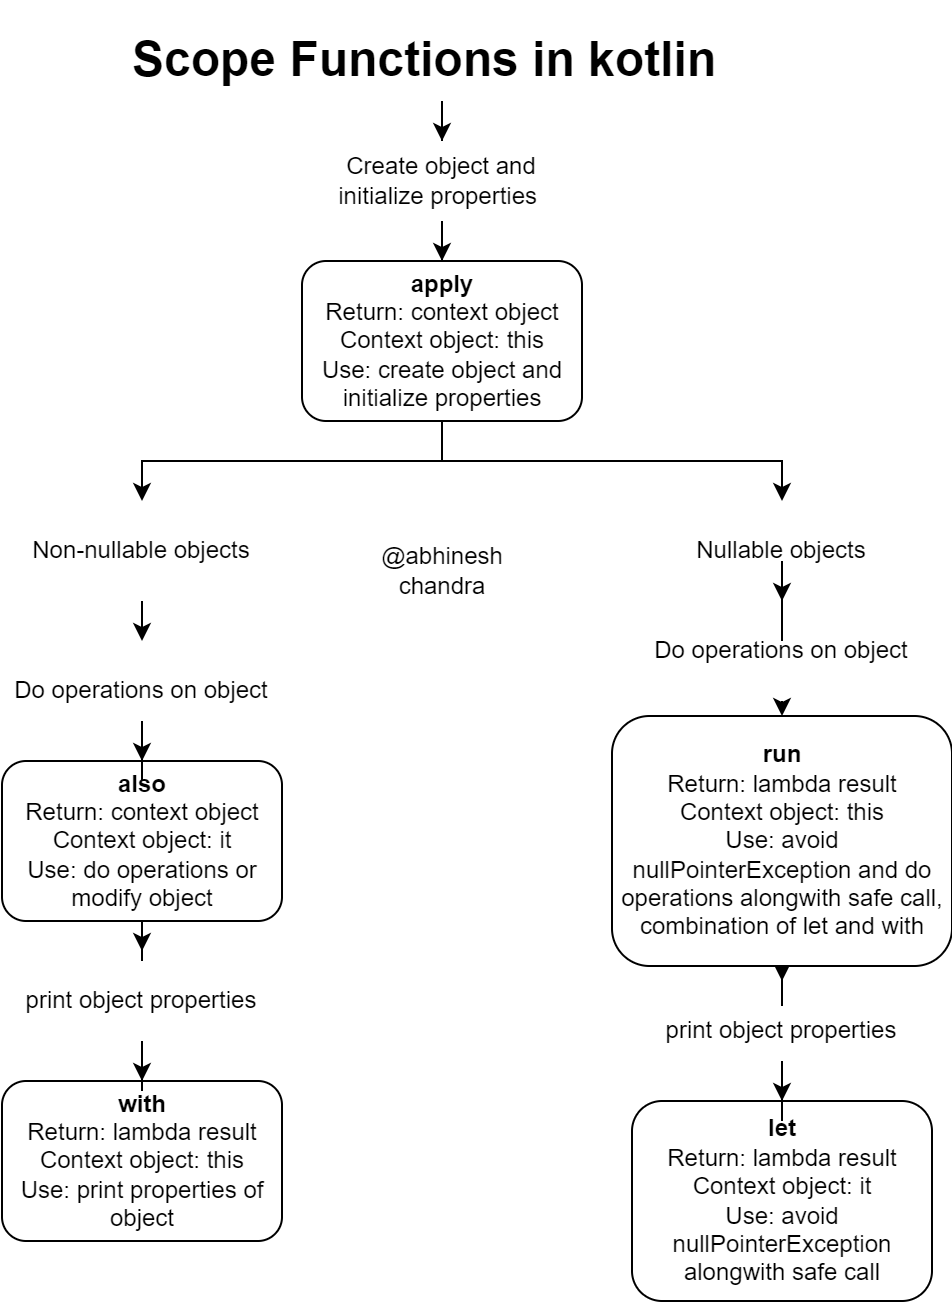 Scope Functions in kotlin
Create object and
initialize properties
apply
Return: context object
Context object: this
Use: create object and
initialize properties
Non-nullable objects
@abhinesh
chandra
Nullable objects
Do operations on object
Do operations on object
also
Return: context object
Context object: it
Use: do operations or
modify object
run
Return: lambda result
Context object: this
Use: avoid
nullPointerException and do
operations alongwith safe call,
combination of let and with
print object properties
print object properties
with
Return: lambda result
Context object: this
Use: print properties of
object
let
Return: lambda result
Context object: it
Use: avoid
nullPointerException
alongwith safe call